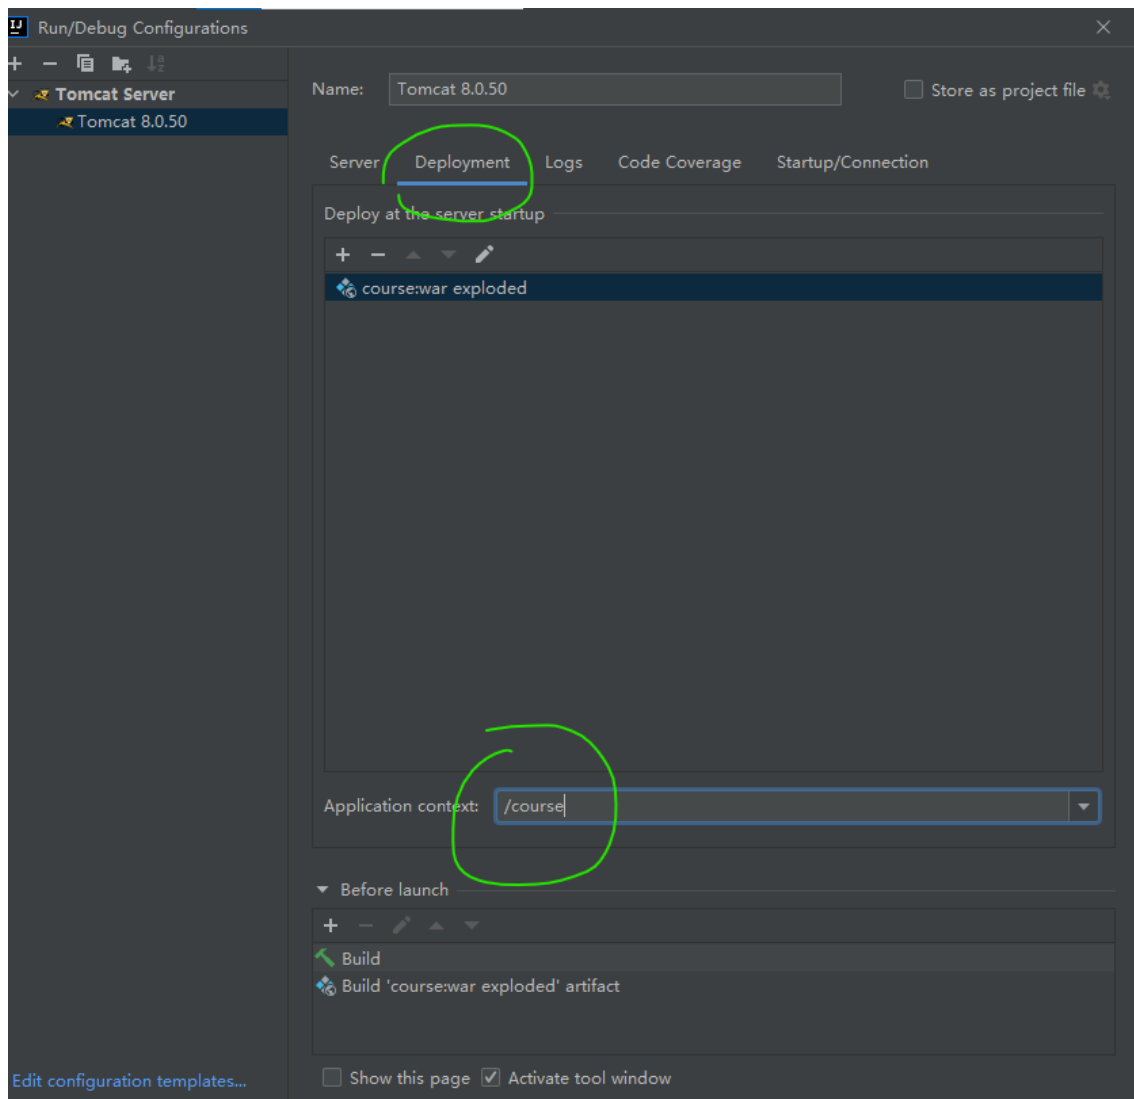 Run/Debug Configurations
Tomcat Server
Tomcat 8.0.50
Name: Tomcat 8.0.50 Store as project file
Server Deployment Logs Code Coverage Startup/Connection
Deploy at the server startup
course:war exploded
Application context: /course
Before launch
Build
Build 'course:war exploded' artifact
Show this page Activate tool window
Edit configuration templates...